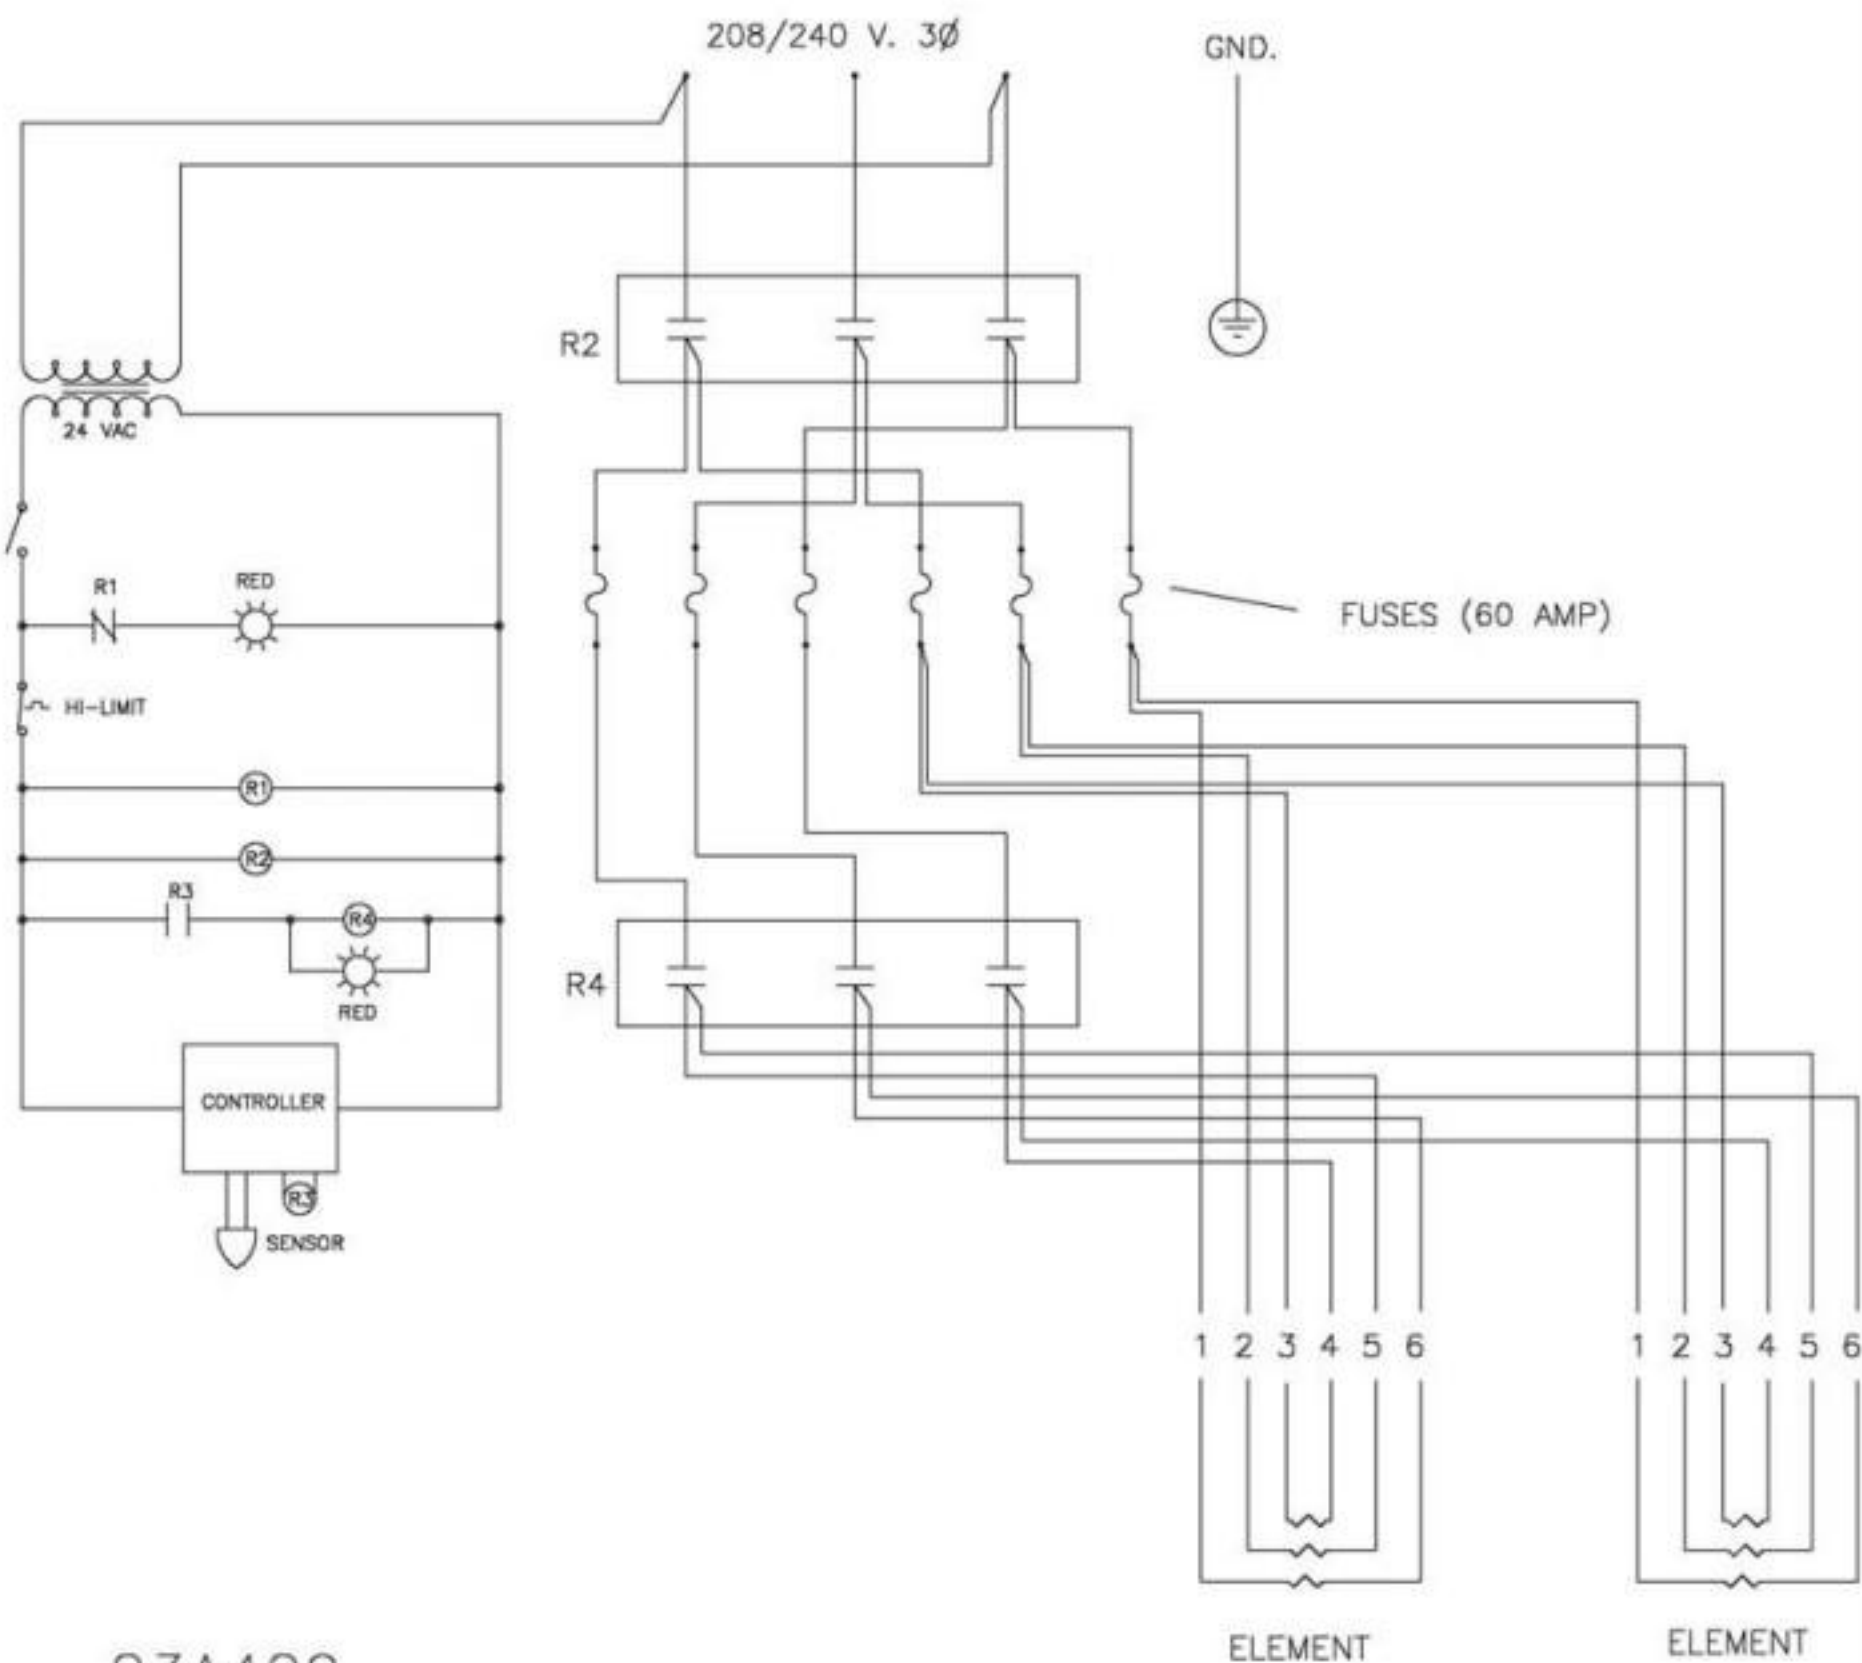 208/240 V. 3Ø
GND.
R2
24 VAC
R1
RED
FUSES (60 AMP)
HI-LIMIT
R1
R2
R3
R4
RED
R4
CONTROLLER
R3
SENSOR
1 2 3 4 5 6
1 2 3 4 5 6
ELEMENT
ELEMENT